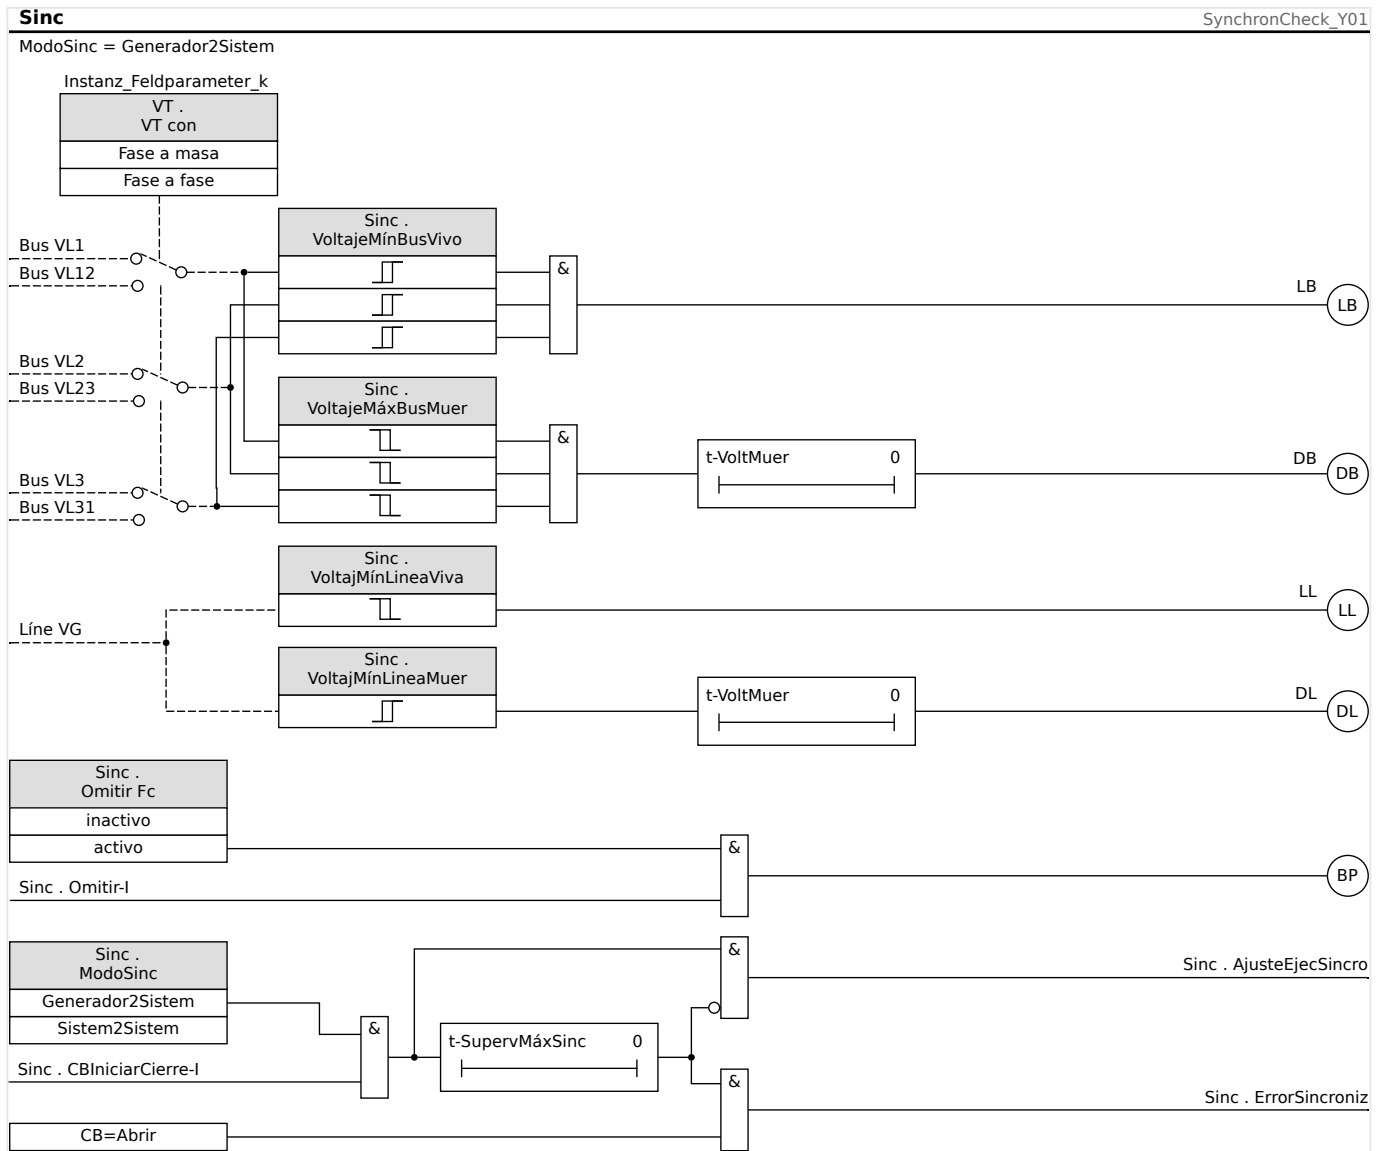 Sinc
SynchronCheck_Y01
ModoSinc = Generador2Sistem
Instanz_Feldparameter_k
VT .
VT con
Fase a masa
Fase a fase
Bus VL1
Bus VL12
Sinc .
VoltajeMínBusVivo
&
LB
LB
Bus VL2
Bus VL23
Sinc .
VoltajeMáxBusMuer
&
t-VoltMuer 0
DB
DB
Bus VL3
Bus VL31
Sinc .
VoltajMínLineaViva
LL
LL
Líne VG
Sinc .
VoltajMínLineaMuer
t-VoltMuer 0
DL
DL
Sinc .
Omitir Fc
inactivo
activo
&
Sinc . Omitir-I
BP
Sinc .
ModoSinc
Generador2Sistem
Sistem2Sistem
&
&
Sinc . AjusteEjecSincro
t-SupervMáxSinc 0
Sinc . CBIniciarCierre-I
&
Sinc . ErrorSincroniz
CB=Abrir